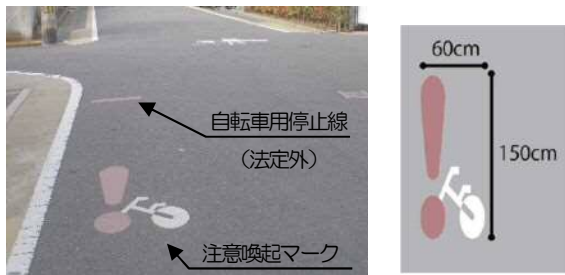 自転車用停止線
（法定外）
注意喚起マーク
60cm
150cm